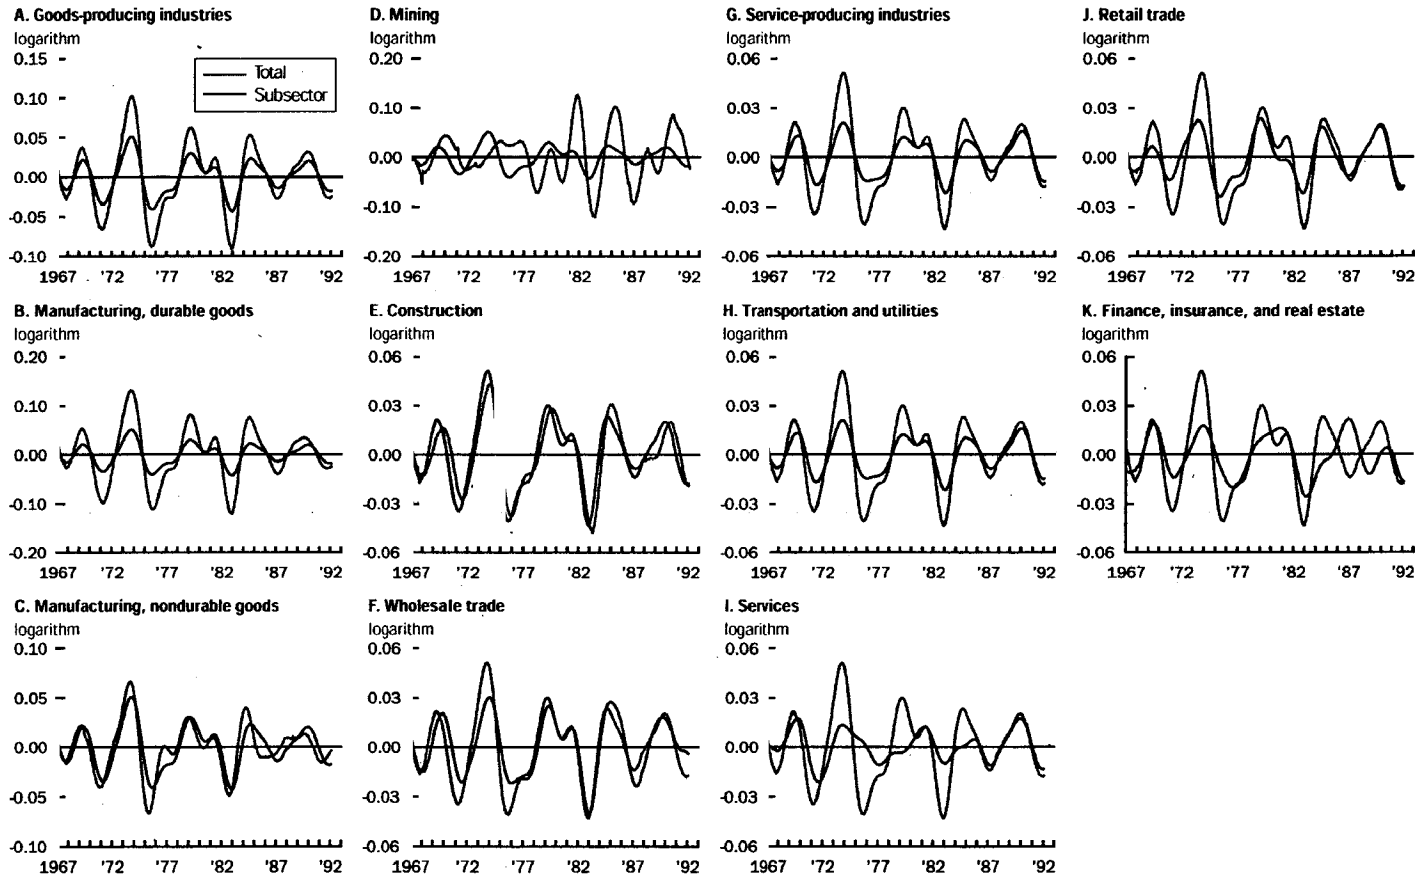 A. Goods-producing industries
logarithm
0.15
0.10
0.05
0.00
-0.05
-0.10
1967 '72 '77 '82 '87 '92
Total
Subsector
B. Manufacturing, durable goods
logarithm
0.20
0.10
0.00
-0.10
-0.20
1967 '72 '77 '82 '87 '92
C. Manufacturing, nondurable goods
logarithm
0.10
0.05
0.00
-0.05
-0.10
1967 '72 '77 '82 '87 '92
D. Mining
logarithm
0.20
0.10
0.00
-0.10
-0.20
1967 '72 '77 '82 '87 '92
E. Construction
logarithm
0.06
0.03
0.00
-0.03
-0.06
1967 '72 '77 '82 '87 '92
F. Wholesale trade
logarithm
0.06
0.03
0.00
-0.03
-0.06
1967 '72 '77 '82 '87 '92
G. Service-producing industries
logarithm
0.06
0.03
0.00
-0.03
-0.06
1967 '72 '77 '82 '87 '92
H. Transportation and utilities
logarithm
0.06
0.03
0.00
-0.03
-0.06
1967 '72 '77 '82 '87 '92
I. Services
logarithm
0.06
0.03
0.00
-0.03
-0.06
1967 '72 '77 '82 '87 '92
J. Retail trade
logarithm
0.06
0.03
0.00
-0.03
-0.06
1967 '72 '77 '82 '87 '92
K. Finance, insurance, and real estate
logarithm
0.06
0.03
0.00
-0.03
-0.06
1967 '72 '77 '82 '87 '92